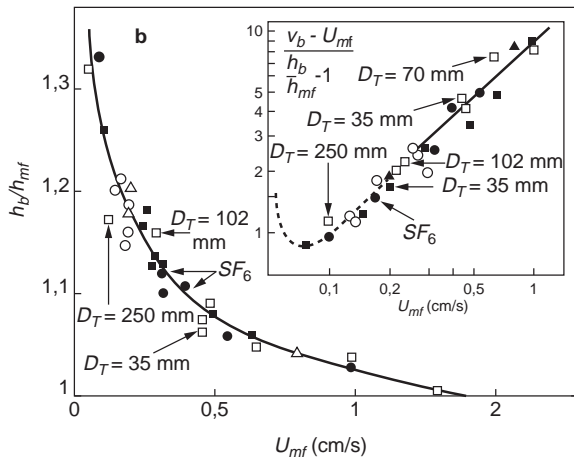 b
1,3
1,2
1,1
1
h_b/h_mf
0
0,5
1
2
U_mf (cm/s)
D_T = 102
mm
SF_6
D_T = 250 mm
D_T = 35 mm
v_b - U_mf
h_b
h_mf
-1
10
5
4
3
2
1
0,1
0,2
0,5
1
U_mf (cm/s)
D_T = 70 mm
D_T = 35 mm
D_T = 250 mm
D_T = 102 mm
D_T = 35 mm
SF_6